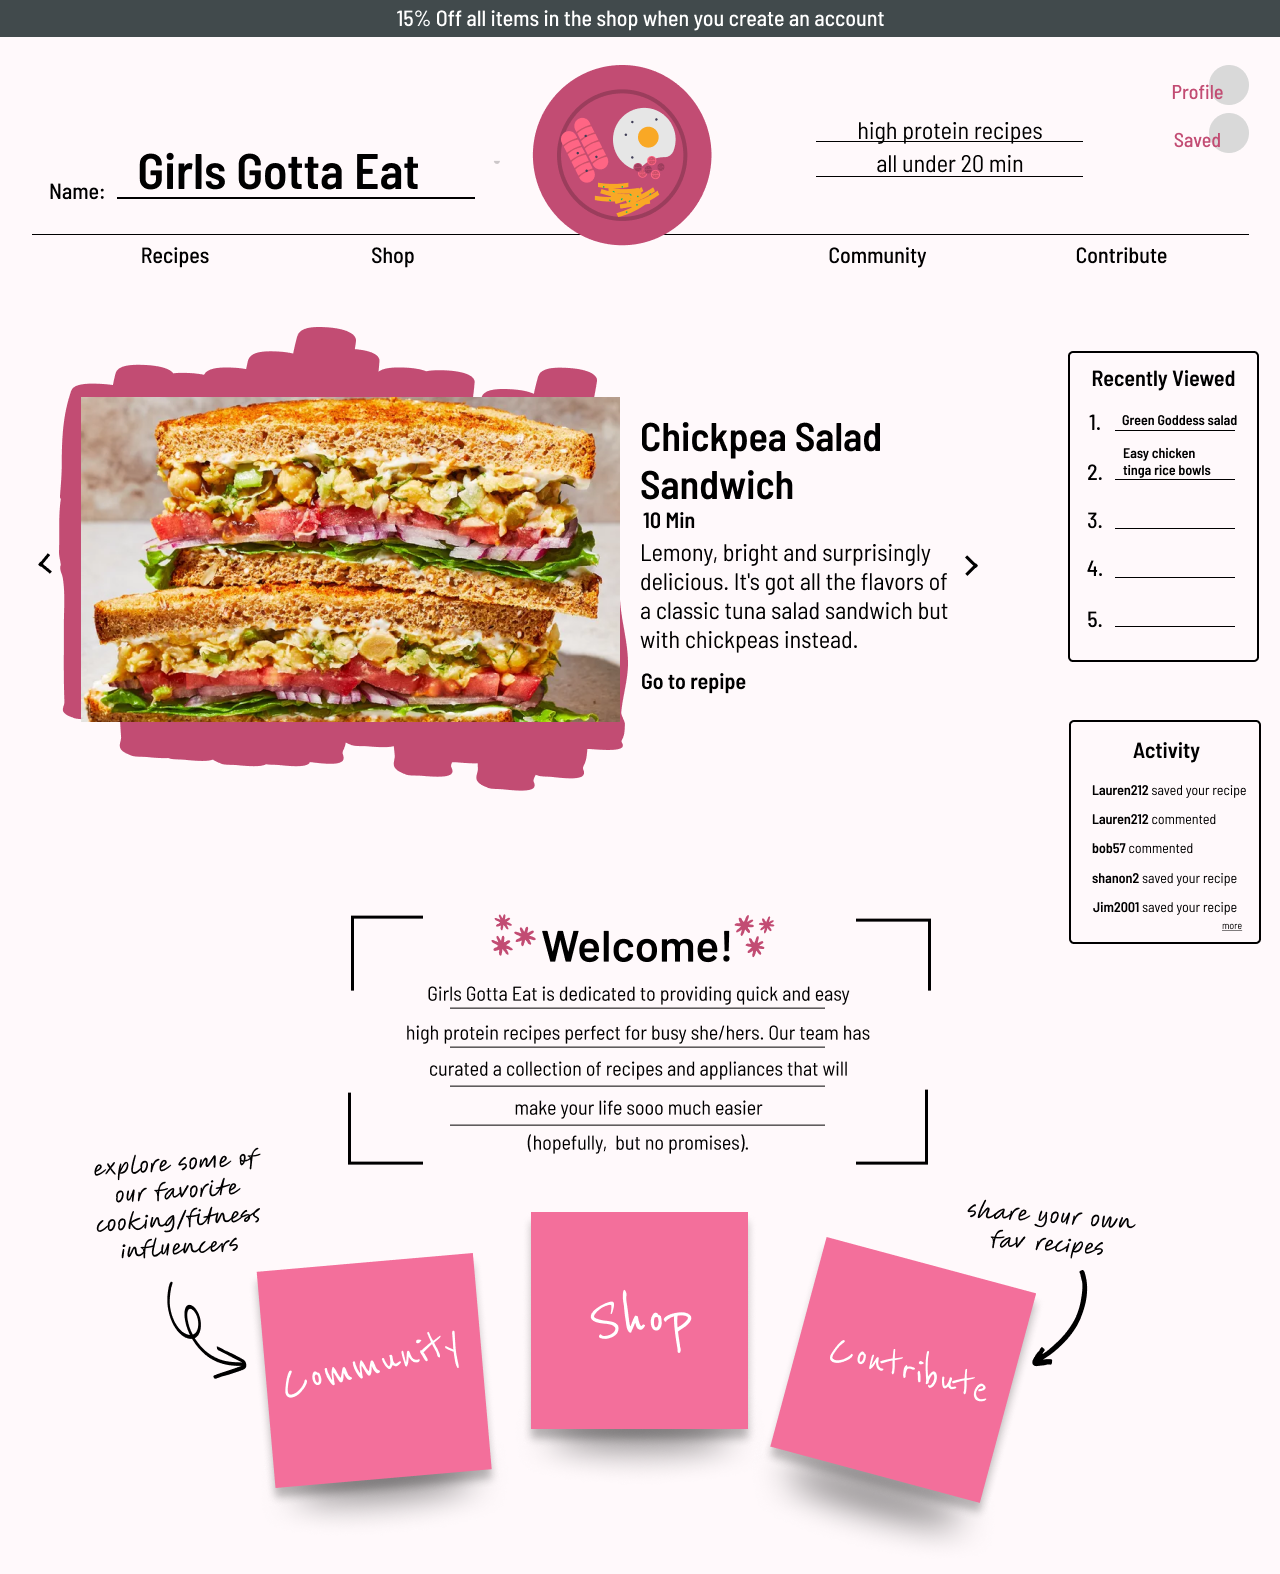 15% Off all items in the shop when you create an account
Profile
Saved
Name: Girls Gotta Eat
high protein recipes
all under 20 min
Recipes
Shop
Community
Contribute
Chickpea Salad
Sandwich
10 Min
Lemony, bright and surprisingly
delicious. It's got all the flavors of
a classic tuna salad sandwich but
with chickpeas instead.
Go to repipe
Recently Viewed
1. Green Goddess salad
2. Easy chicken
tinga rice bowls
3.
4.
5.
Activity
Lauren212 saved your recipe
Lauren212 commented
bob57 commented
shanon2 saved your recipe
Jim2001 saved your recipe
more
Welcome!
Girls Gotta Eat is dedicated to providing quick and easy
high protein recipes perfect for busy she/hers. Our team has
curated a collection of recipes and appliances that will
make your life sooo much easier
(hopefully, but no promises).
explore some of
our favorite
cooking/fitness
influencers
share your own
fav recipes
Community
Shop
Contribute